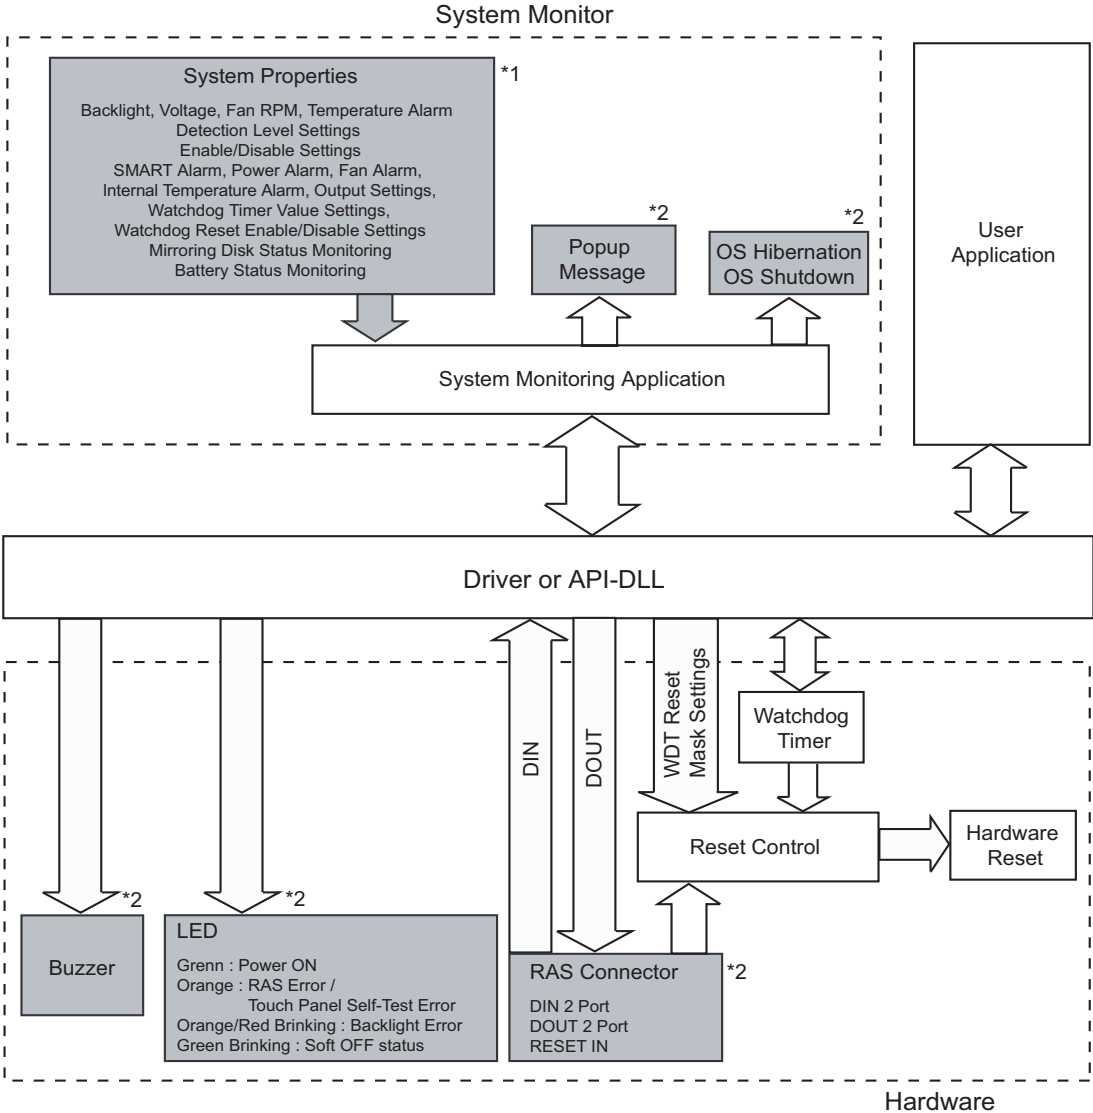 System Monitor
System Properties
*1
Backlight, Voltage, Fan RPM, Temperature Alarm
Detection Level Settings
Enable/Disable Settings
SMART Alarm, Power Alarm, Fan Alarm,
Internal Temperature Alarm, Output Settings,
Watchdog Timer Value Settings,
Watchdog Reset Enable/Disable Settings
Mirroring Disk Status Monitoring
Battery Status Monitoring
*2
Popup
Message
*2
OS Hibernation
OS Shutdown
User
Application
System Monitoring Application
Driver or API-DLL
DIN
DOUT
WDT Reset
Mask Settings
Watchdog
Timer
Reset Control
Hardware
Reset
*2
Buzzer
*2
LED
Grenn : Power ON
Orange : RAS Error /
Touch Panel Self-Test Error
Orange/Red Brinking : Backlight Error
Green Brinking : Soft OFF status
RAS Connector
*2
DIN 2 Port
DOUT 2 Port
RESET IN
Hardware